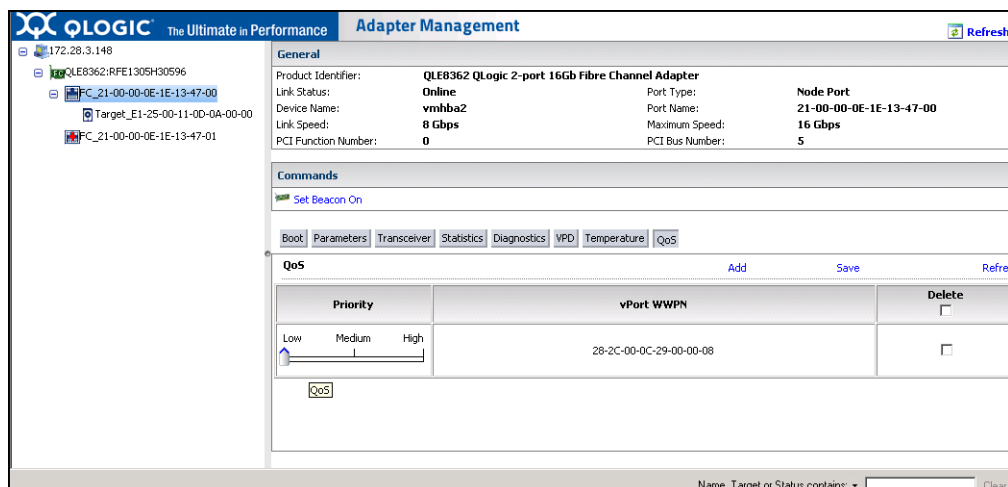 QLOGIC The Ultimate in Performance Adapter Management
Refresh
172.28.3.148
QLE8362:RFE1305H30596
FC_21-00-00-0E-1E-13-47-00
Target_E1-25-00-11-0D-0A-00-00
FC_21-00-00-0E-1E-13-47-01
General
Product Identifier: QLE8362 QLogic 2-port 16Gb Fibre Channel Adapter
Link Status: Online Port Type: Node Port
Device Name: vmhba2 Port Name: 21-00-00-0E-1E-13-47-00
Link Speed: 8 Gbps Maximum Speed: 16 Gbps
PCI Function Number: 0 PCI Bus Number: 5
Commands
Set Beacon On
Boot Parameters Transceiver Statistics Diagnostics VPD Temperature QoS
QoS Add Save Refre
Priority vPort WWPN Delete
Low Medium High
28-2C-00-0C-29-00-00-08
QoS
Name, Target or Status contains: Clear